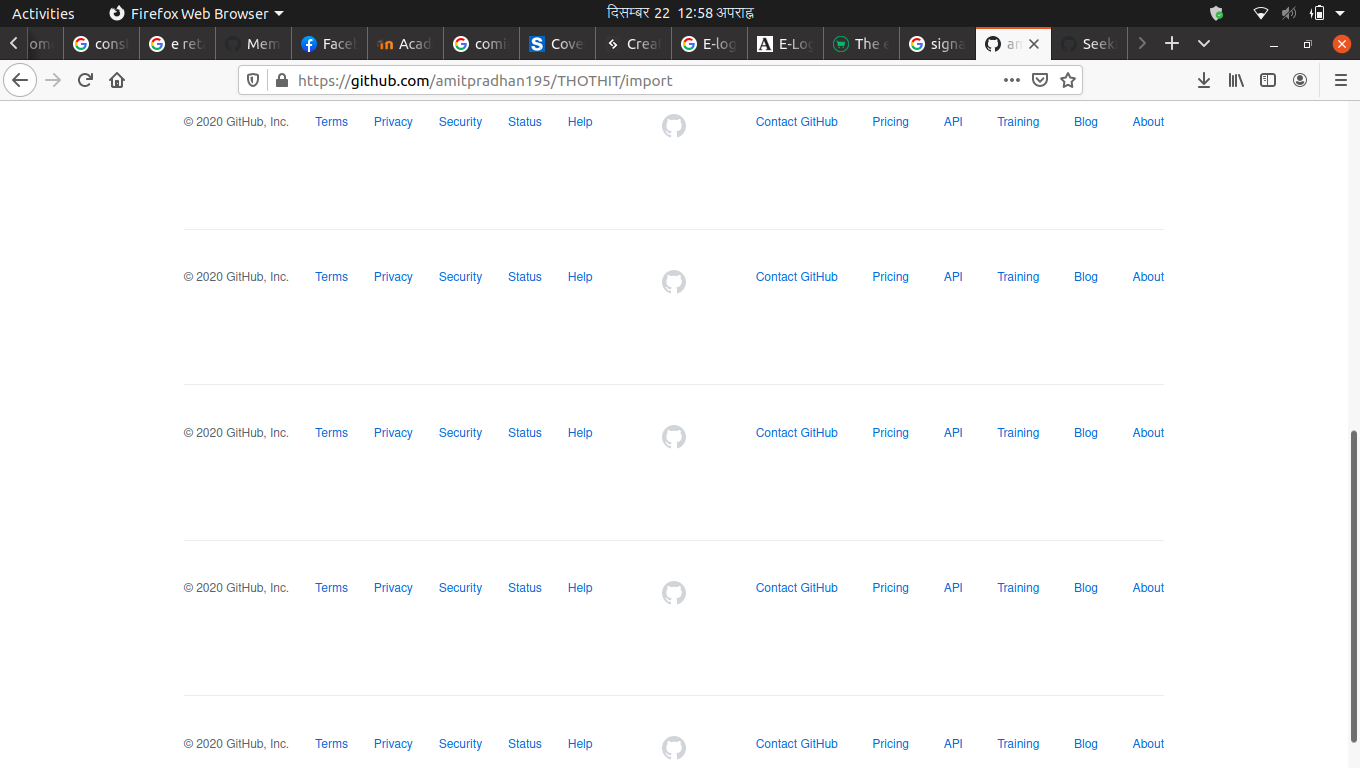 Activities Firefox Web Browser दिसम्बर 22 12:58 अपराह्न
ome const e ret Mem Face Acad comi Cove Creat E-log E-Log The e signa am Seek
https://github.com/amitpradhan195/THOTHIT/import
© 2020 GitHub, Inc. Terms Privacy Security Status Help Contact GitHub Pricing API Training Blog About
© 2020 GitHub, Inc. Terms Privacy Security Status Help Contact GitHub Pricing API Training Blog About
© 2020 GitHub, Inc. Terms Privacy Security Status Help Contact GitHub Pricing API Training Blog About
© 2020 GitHub, Inc. Terms Privacy Security Status Help Contact GitHub Pricing API Training Blog About
© 2020 GitHub, Inc. Terms Privacy Security Status Help Contact GitHub Pricing API Training Blog About